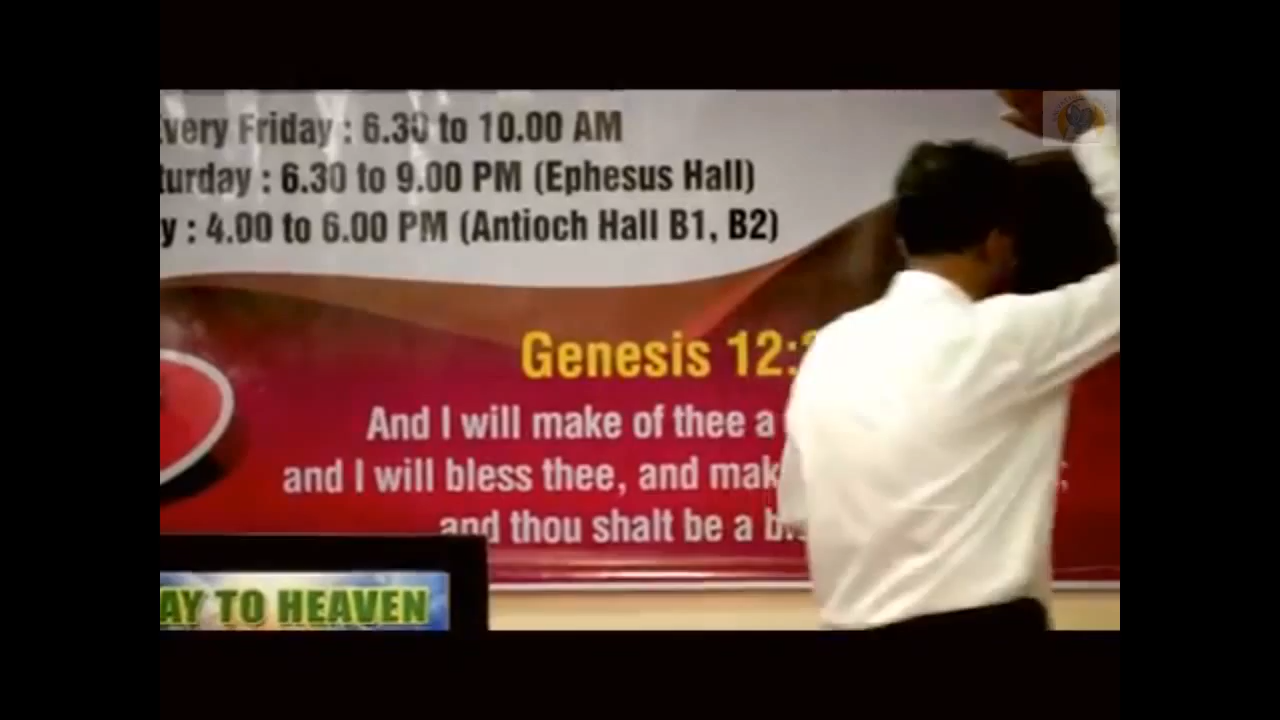 Every Friday : 6.30 to 10.00 AM
turday : 6.30 to 9.00 PM (Ephesus Hall)
y : 4.00 to 6.00 PM (Antioch Hall B1, B2)
Genesis 12:
And I will make of thee a
and I will bless thee, and mak
and thou shalt be a b
AY TO HEAVEN